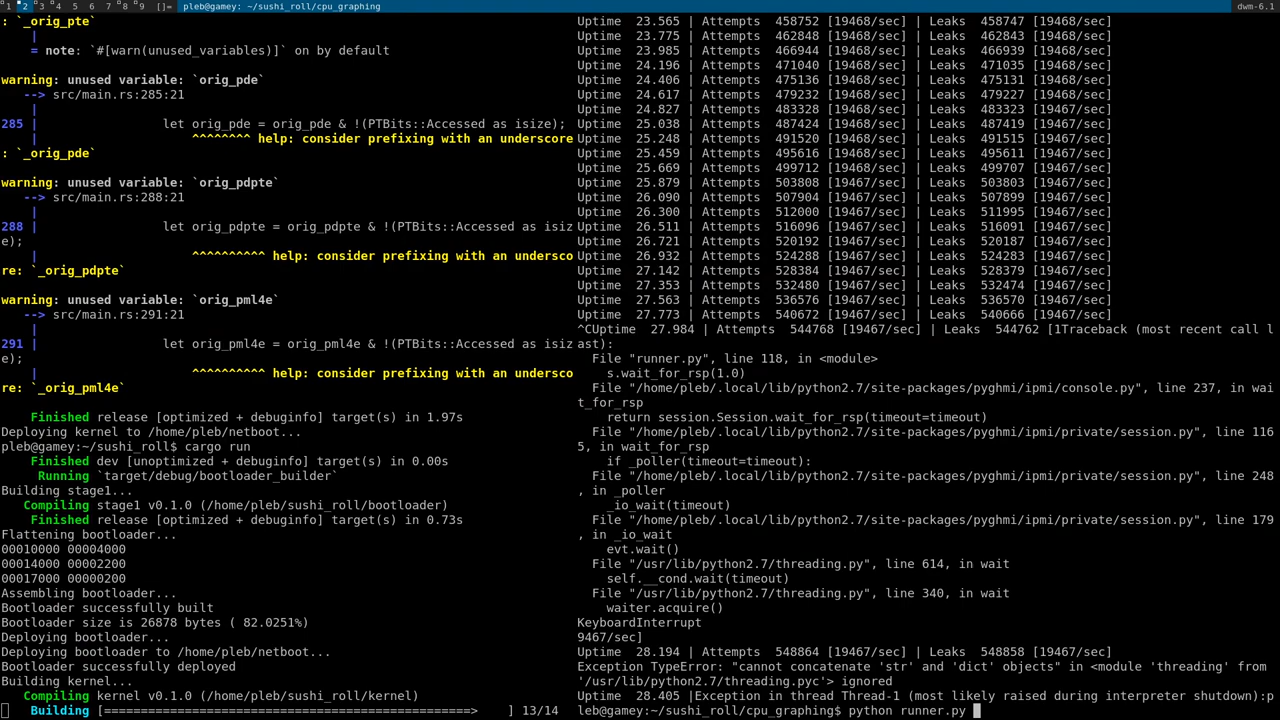 1 2 3 4 5 6 7 8 9 []= pleb@gamey: ~/sushi_roll/cpu_graphing dwm-6.1
: `_orig_pte`
|
= note: `#[warn(unused_variables)]` on by default
warning: unused variable: `orig_pde`
--> src/main.rs:285:21
|
285 | let orig_pde = orig_pde & !(PTBits::Accessed as isize);
| ^^^^^^^^ help: consider prefixing with an underscore
: `_orig_pde`
warning: unused variable: `orig_pdpte`
--> src/main.rs:288:21
|
288 | let orig_pdpte = orig_pdpte & !(PTBits::Accessed as isiz
e);
| ^^^^^^^^^^ help: consider prefixing with an undersco
re: `_orig_pdpte`
warning: unused variable: `orig_pml4e`
--> src/main.rs:291:21
|
291 | let orig_pml4e = orig_pml4e & !(PTBits::Accessed as isiz
e);
| ^^^^^^^^^^ help: consider prefixing with an undersco
re: `_orig_pml4e`
Finished release [optimized + debuginfo] target(s) in 1.97s
Deploying kernel to /home/pleb/netboot...
pleb@gamey:~/sushi_roll$ cargo run
Finished dev [unoptimized + debuginfo] target(s) in 0.00s
Running `target/debug/bootloader_builder`
Building stage1...
Compiling stage1 v0.1.0 (/home/pleb/sushi_roll/bootloader)
Finished release [optimized + debuginfo] target(s) in 0.73s
Flattening bootloader...
00010000 00004000
00014000 00002200
00017000 00000200
Assembling bootloader...
Bootloader successfully built
Bootloader size is 26878 bytes ( 82.0251%)
Deploying bootloader...
Deploying bootloader to /home/pleb/netboot...
Bootloader successfully deployed
Building kernel...
Compiling kernel v0.1.0 (/home/pleb/sushi_roll/kernel)
Building [=================================================> ] 13/14
Uptime 23.565 | Attempts 458752 [19468/sec] | Leaks 458747 [19468/sec]
Uptime 23.775 | Attempts 462848 [19468/sec] | Leaks 462843 [19468/sec]
Uptime 23.985 | Attempts 466944 [19468/sec] | Leaks 466939 [19468/sec]
Uptime 24.196 | Attempts 471040 [19468/sec] | Leaks 471035 [19468/sec]
Uptime 24.406 | Attempts 475136 [19468/sec] | Leaks 475131 [19468/sec]
Uptime 24.617 | Attempts 479232 [19468/sec] | Leaks 479227 [19468/sec]
Uptime 24.827 | Attempts 483328 [19468/sec] | Leaks 483323 [19468/sec]
Uptime 25.038 | Attempts 487424 [19468/sec] | Leaks 487419 [19468/sec]
Uptime 25.248 | Attempts 491520 [19468/sec] | Leaks 491515 [19468/sec]
Uptime 25.459 | Attempts 495616 [19468/sec] | Leaks 495611 [19467/sec]
Uptime 25.669 | Attempts 499712 [19468/sec] | Leaks 499707 [19467/sec]
Uptime 25.879 | Attempts 503808 [19467/sec] | Leaks 503803 [19467/sec]
Uptime 26.090 | Attempts 507904 [19467/sec] | Leaks 507899 [19467/sec]
Uptime 26.300 | Attempts 512000 [19467/sec] | Leaks 511995 [19467/sec]
Uptime 26.511 | Attempts 516096 [19467/sec] | Leaks 516091 [19467/sec]
Uptime 26.721 | Attempts 520192 [19467/sec] | Leaks 520187 [19467/sec]
Uptime 26.932 | Attempts 524288 [19467/sec] | Leaks 524283 [19467/sec]
Uptime 27.142 | Attempts 528384 [19467/sec] | Leaks 528379 [19467/sec]
Uptime 27.353 | Attempts 532480 [19467/sec] | Leaks 532474 [19467/sec]
Uptime 27.563 | Attempts 536576 [19467/sec] | Leaks 536570 [19467/sec]
Uptime 27.773 | Attempts 540672 [19467/sec] | Leaks 540666 [19467/sec]
^CUptime 27.984 | Attempts 544768 [19467/sec] | Leaks 544762 [1Traceback (most recent call l
ast):
File "runner.py", line 118, in <module>
s.wait_for_rsp(1.0)
File "/home/pleb/.local/lib/python2.7/site-packages/pyghmi/ipmi/console.py", line 237, in wai
t_for_rsp
return session.Session.wait_for_rsp(timeout=timeout)
File "/home/pleb/.local/lib/python2.7/site-packages/pyghmi/ipmi/private/session.py", line 116
5, in wait_for_rsp
if _poller(timeout=timeout):
File "/home/pleb/.local/lib/python2.7/site-packages/pyghmi/ipmi/private/session.py", line 248
, in _poller
_io_wait(timeout)
File "/home/pleb/.local/lib/python2.7/site-packages/pyghmi/ipmi/private/session.py", line 179
, in _io_wait
evt.wait()
File "/usr/lib/python2.7/threading.py", line 614, in wait
self.__cond.wait(timeout)
File "/usr/lib/python2.7/threading.py", line 340, in wait
waiter.acquire()
KeyboardInterrupt
9467/sec]
Uptime 28.194 | Attempts 548864 [19467/sec] | Leaks 548858 [19467/sec]
Exception TypeError: "cannot concatenate 'str' and 'dict' objects" in <module 'threading' from
'/usr/lib/python2.7/threading.pyc'> ignored
Uptime 28.405 |Exception in thread Thread-1 (most likely raised during interpreter shutdown):p
leb@gamey:~/sushi_roll/cpu_graphing$ python runner.py